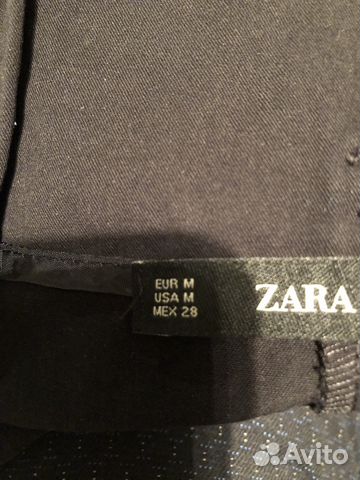 EUR M
USA M
MEX 28
ZARA
Avito